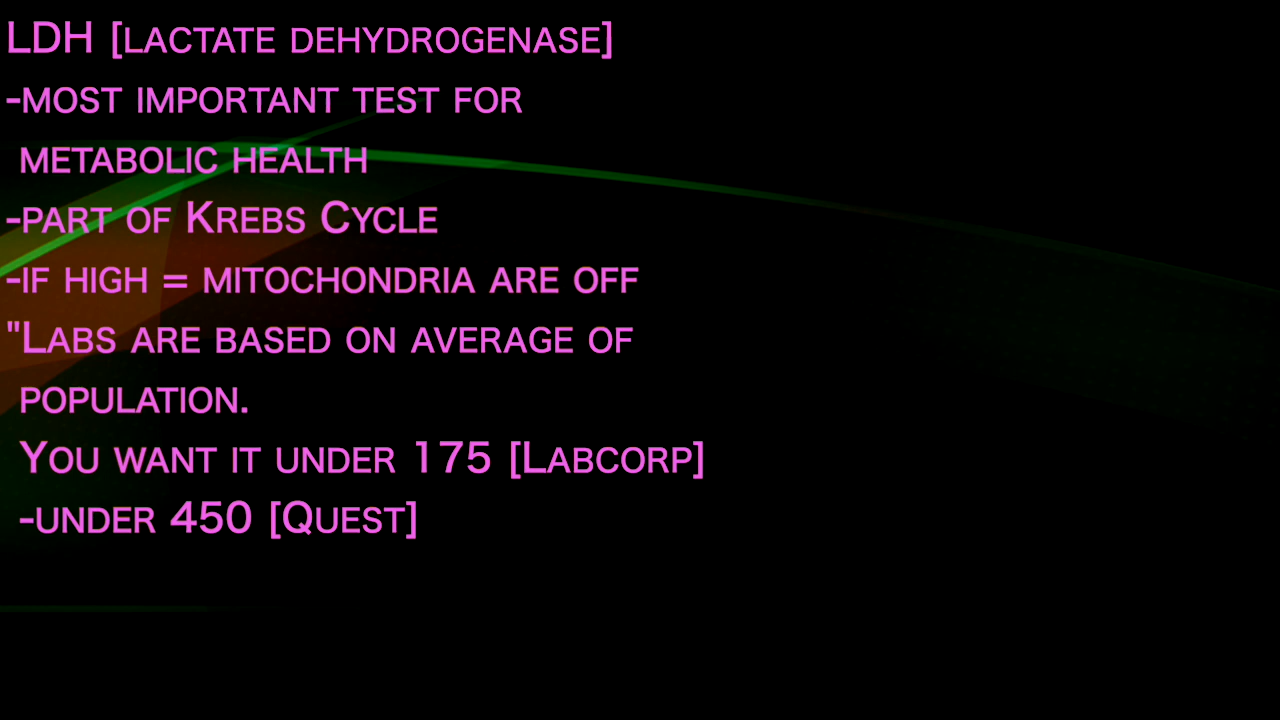 LDH [LACTATE DEHYDROGENASE]
-MOST IMPORTANT TEST FOR
METABOLIC HEALTH
-PART OF KREBS CYCLE
-IF HIGH = MITOCHONDRIA ARE OFF
"LABS ARE BASED ON AVERAGE OF
POPULATION.
YOU WANT IT UNDER 175 [LABCORP]
-UNDER 450 [QUEST]